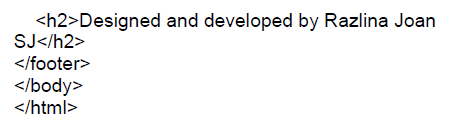 <h2>Designed and developed by Razlina Joan
SJ</h2>
</footer>
</body>
</html>